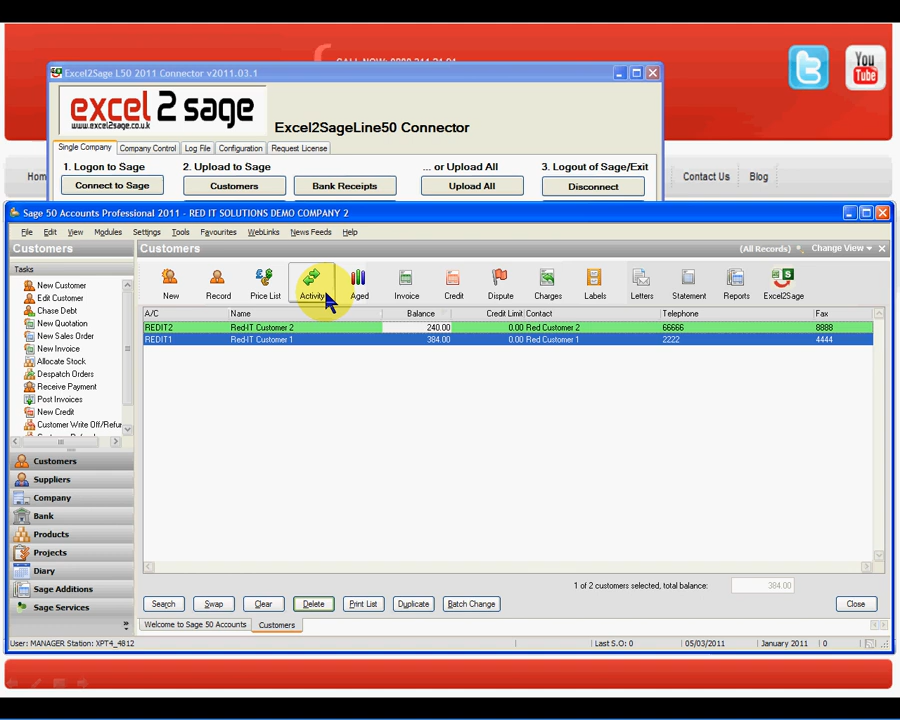 Excel2Sage L50 2011 Connector v2011.03.1
You Tube
excel 2 sage
www.excel2sage.co.uk
Excel2SageLine50 Connector
Single Company Company Control Log File Configuration Request License
1. Logon to Sage 2. Upload to Sage ... or Upload All 3. Logout of Sage/Exit
Connect to Sage Customers Bank Receipts Upload All Disconnect
Contact Us Blog
Sage 50 Accounts Professional 2011 - RED IT SOLUTIONS DEMO COMPANY 2
File Edit View Modules Settings Tools Favourites WebLinks News Feeds Help
Customers Customers (All Records) Change View
Tasks
New Customer
Edit Customer
Chase Debt
New Quotation
New Sales Order
New Invoice
Allocate Stock
Despatch Orders
Receive Payment
Post Invoices
New Credit
Customer Write Off/Refur
Customers
Suppliers
Company
Bank
Products
Projects
Diary
Sage Additions
Sage Services
New Record Price List Activity Aged Invoice Credit Dispute Charges Labels Letters Statement Reports Excel2Sage
A/C Name Balance Credit Limit Contact Telephone Fax
REDIT2 Red-IT Customer 2 240.00 0.00 Red Customer 2 66666 8888
REDIT1 Red-IT Customer 1 384.00 0.00 Red Customer 1 2222 4444
1 of 2 customers selected, total balance: 384.00
Search Swap Clear Delete Print List Duplicate Batch Change Close
Welcome to Sage 50 Accounts Customers
User: MANAGER Station: XPT4_4812 Last S.O: 0 05/03/2011 January 2011 0